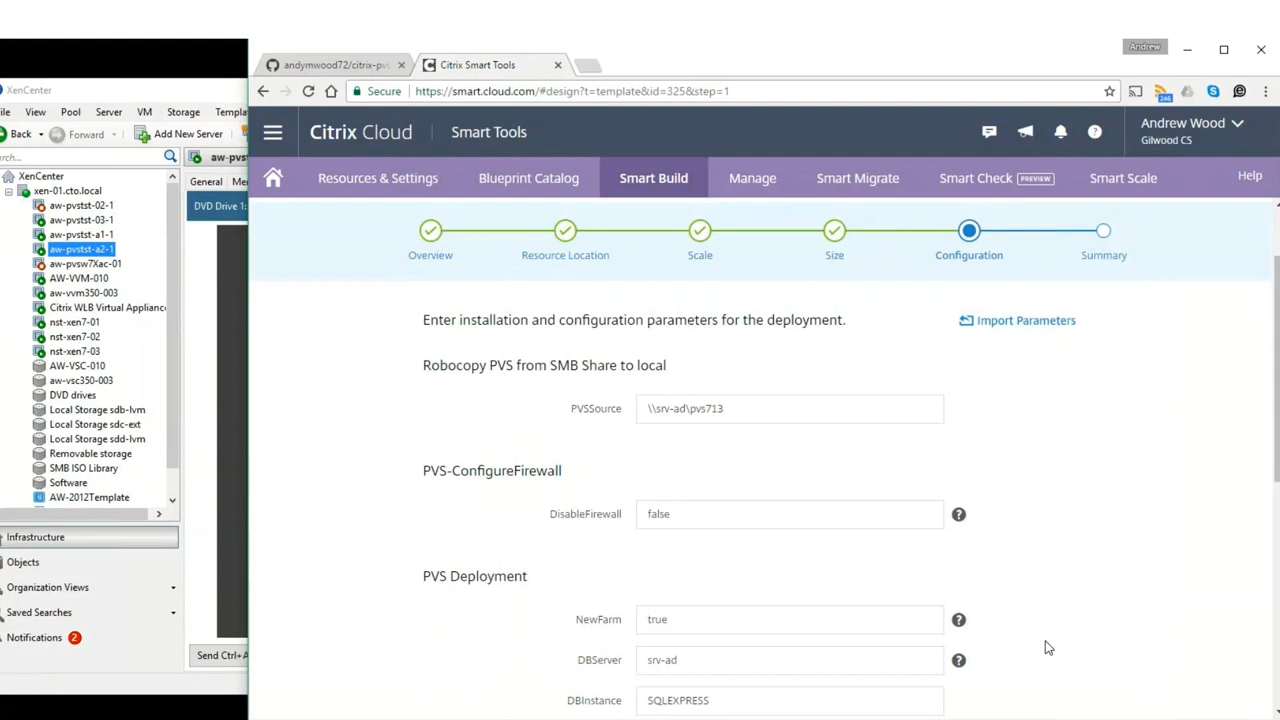 Andrew
andymwood72/citrix-pvs
Citrix Smart Tools
Secure
https://smart.cloud.com/#design?t=template&id=325&step=1
246
XenCenter
File View Pool Server VM Storage Templa
Back Forward Add New Server
aw-pvst
rch...
General Me
DVD Drive 1:
XenCenter
xen-01.cto.local
aw-pvstst-02-1
aw-pvstst-03-1
aw-pvstst-a1-1
aw-pvstst-a2-1
aw-pvsw7Xac-01
AW-VVM-010
aw-vvm350-003
Citrix WLB Virtual Appliance
nst-xen7-01
nst-xen7-02
nst-xen7-03
AW-VSC-010
aw-vsc350-003
DVD drives
Local Storage sdb-lvm
Local Storage sdc-ext
Local Storage sdd-lvm
Removable storage
SMB ISO Library
Software
AW-2012Template
Infrastructure
Objects
Organization Views
Saved Searches
Notifications 2
Send Ctrl+A
Citrix Cloud
Smart Tools
Andrew Wood
Gilwood CS
Resources & Settings
Blueprint Catalog
Smart Build
Manage
Smart Migrate
Smart Check PREVIEW
Smart Scale
Help
Overview
Resource Location
Scale
Size
Configuration
Summary
Enter installation and configuration parameters for the deployment.
Import Parameters
Robocopy PVS from SMB Share to local
PVSSource \\srv-ad\pvs713
PVS-ConfigureFirewall
DisableFirewall false
PVS Deployment
NewFarm true
DBServer srv-ad
DBInstance SQLEXPRESS